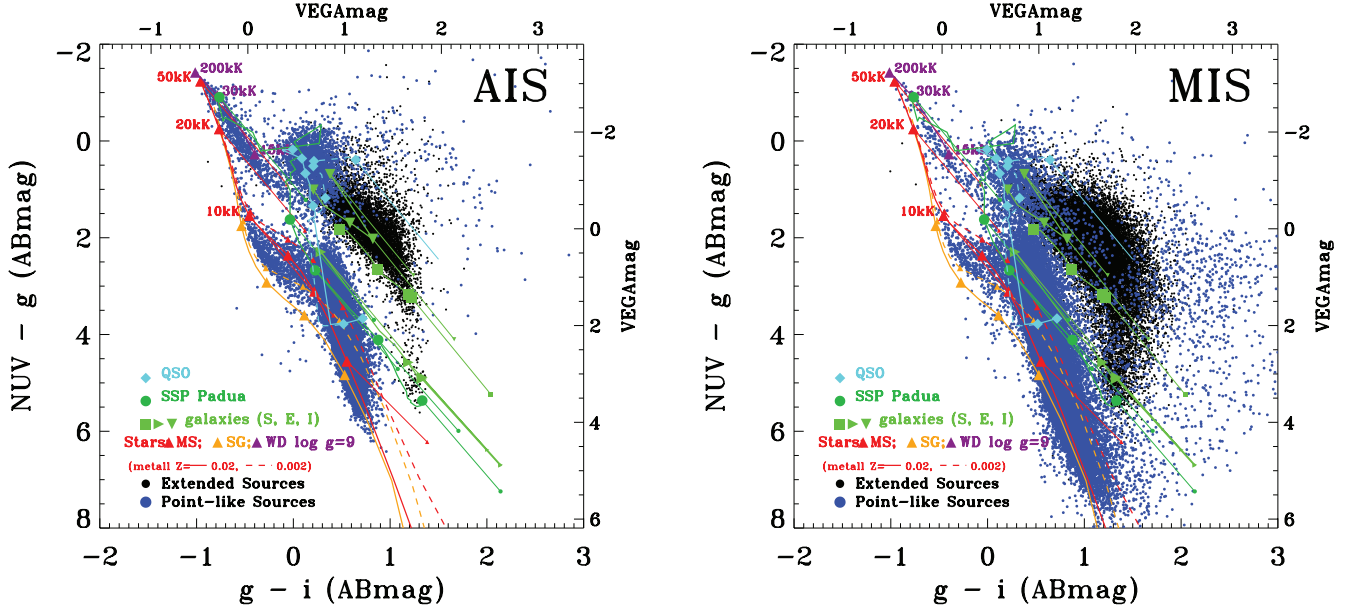 VEGAmag
−1 0 1 2 3
AIS
−2
0
2
4
6
8
NUV − g (ABmag)
200kK
50kK
30kK
20kK
10kK
−2
0
2
4
6
VEGAmag
QSO
SSP Padua
galaxies (S, E, I)
Stars MS; SG; WD log g=9
(metall Z= 0.02, 0.002)
Extended Sources
Point-like Sources
−2 −1 0 1 2 3
g − i (ABmag)
VEGAmag
−1 0 1 2 3
MIS
−2
0
2
4
6
8
NUV − g (ABmag)
200kK
50kK
30kK
20kK
10kK
−2
0
2
4
6
VEGAmag
QSO
SSP Padua
galaxies (S, E, I)
Stars MS; SG; WD log g=9
(metall Z= 0.02, 0.002)
Extended Sources
Point-like Sources
−2 −1 0 1 2 3
g − i (ABmag)